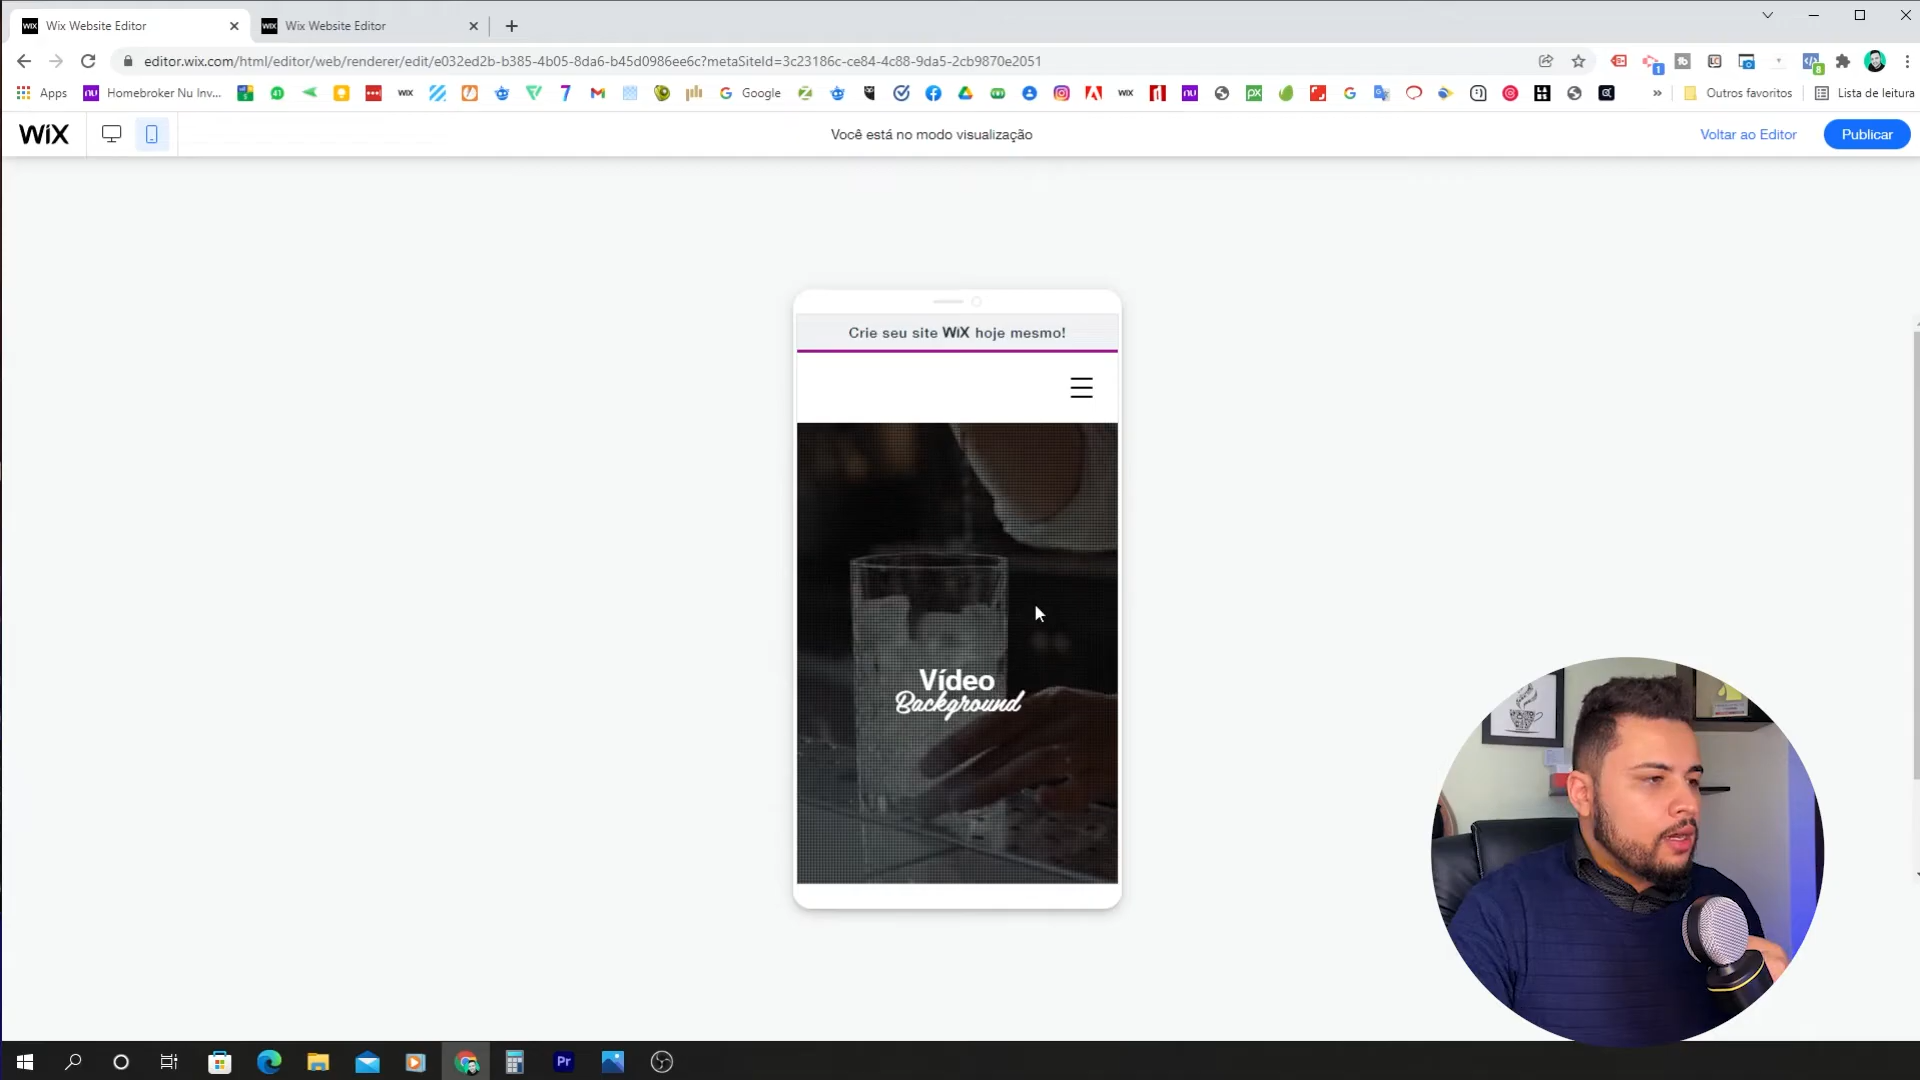 Wix Website Editor
Wix Website Editor
editor.wix.com/html/editor/web/renderer/edit/e032ed2b-b385-4b05-8da6-b45d0986ee6c?metaSiteId=3c23186c-ce84-4c88-9da5-2cb9870e2051
Apps
Homebroker Nu Inv...
Google
Outros favoritos
Lista de leitura
WiX
Você está no modo visualização
Voltar ao Editor
Publicar
Crie seu site WiX hoje mesmo!
Vídeo
Background